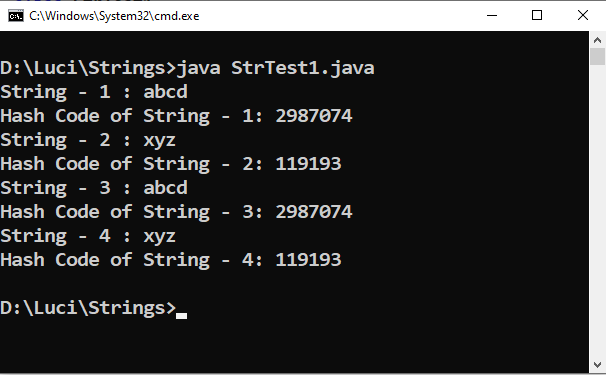 C:\Windows\System32\cmd.exe
D:\Luci\Strings>java StrTest1.java
String - 1 : abcd
Hash Code of String - 1: 2987074
String - 2 : xyz
Hash Code of String - 2: 119193
String - 3 : abcd
Hash Code of String - 3: 2987074
String - 4 : xyz
Hash Code of String - 4: 119193
D:\Luci\Strings>